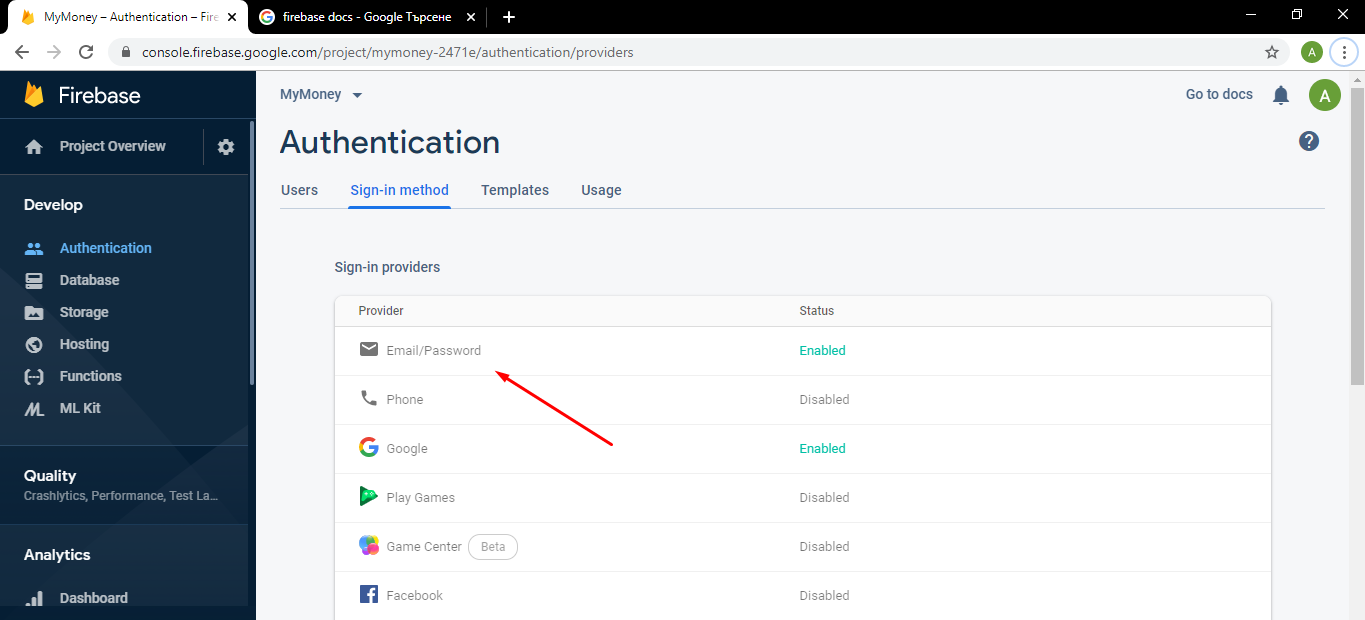 MyMoney – Authentication – Fire
firebase docs - Google Търсене
console.firebase.google.com/project/mymoney-2471e/authentication/providers
A
Firebase
Project Overview
Develop
Authentication
Database
Storage
Hosting
Functions
ML Kit
Quality
Crashlytics, Performance, Test La...
Analytics
Dashboard
MyMoney
Go to docs
A
Authentication
?
Users Sign-in method Templates Usage
Sign-in providers
Provider Status
Email/Password Enabled
Phone Disabled
Google Enabled
Play Games Disabled
Game Center Beta Disabled
Facebook Disabled